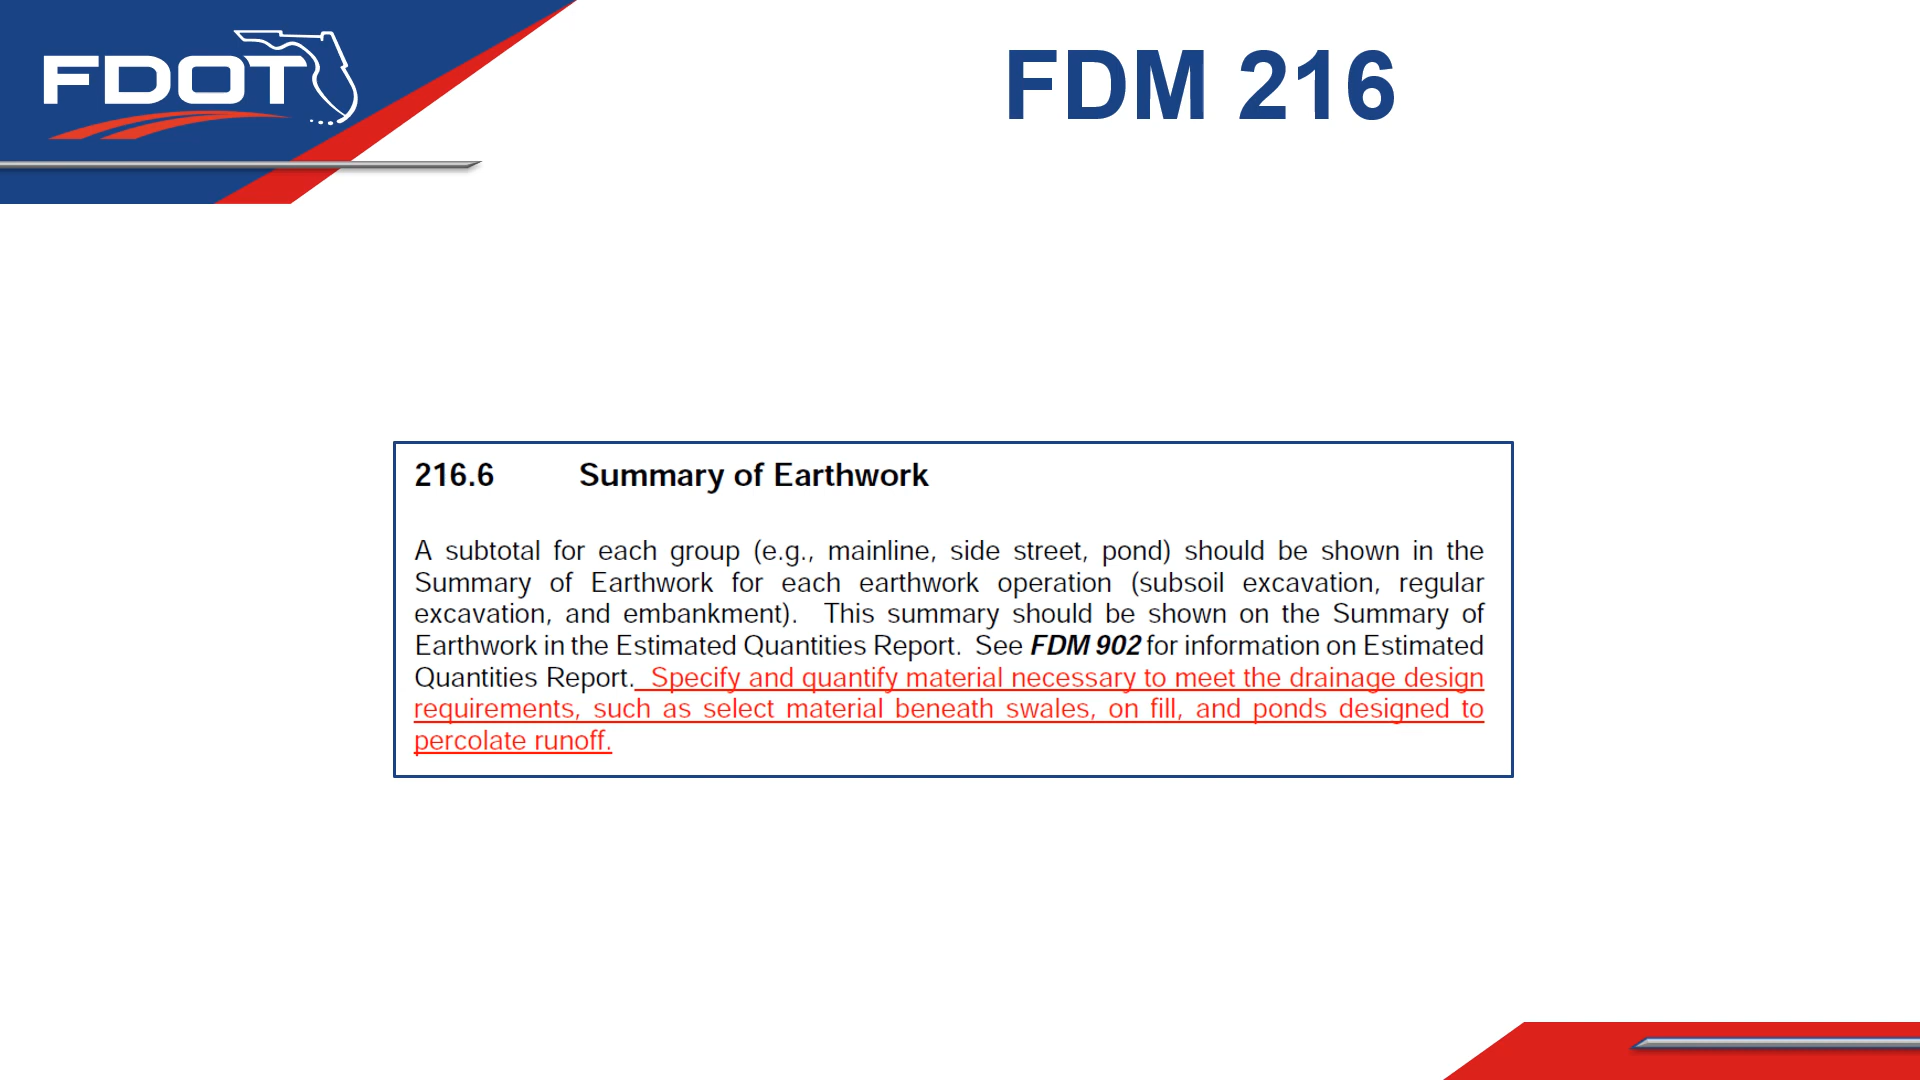 FDOT
FDM 216
216.6 Summary of Earthwork
A subtotal for each group (e.g., mainline, side street, pond) should be shown in the
Summary of Earthwork for each earthwork operation (subsoil excavation, regular
excavation, and embankment). This summary should be shown on the Summary of
Earthwork in the Estimated Quantities Report. See FDM 902 for information on Estimated
Quantities Report. Specify and quantify material necessary to meet the drainage design
requirements, such as select material beneath swales, on fill, and ponds designed to
percolate runoff.